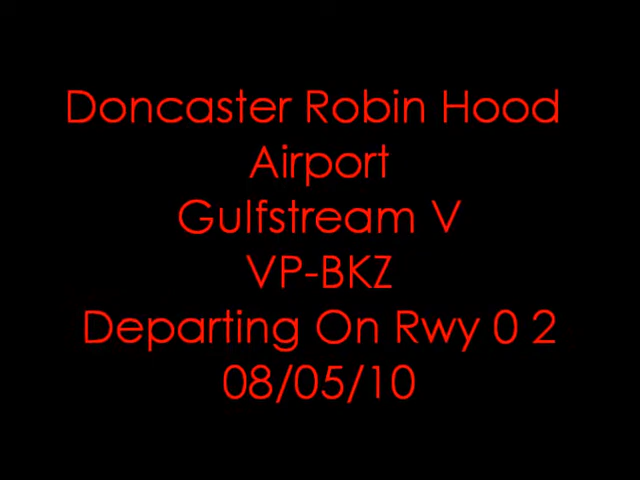 Doncaster Robin Hood
Airport
Gulfstream V
VP-BKZ
Departing On Rwy 0 2
08/05/10